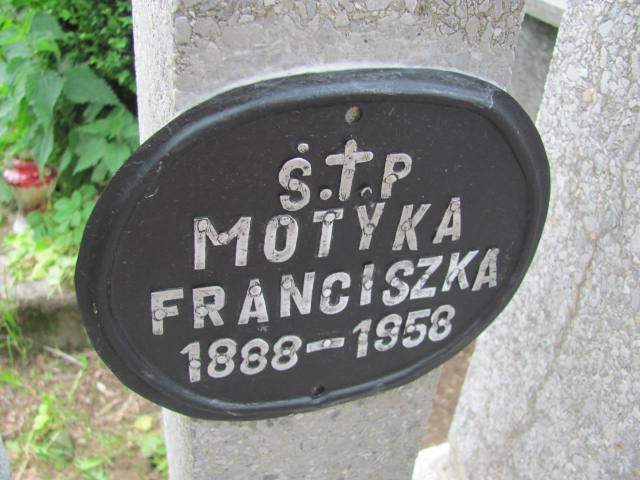 Ś.†.P
MOTYKA
FRANCISZKA
1888-1958